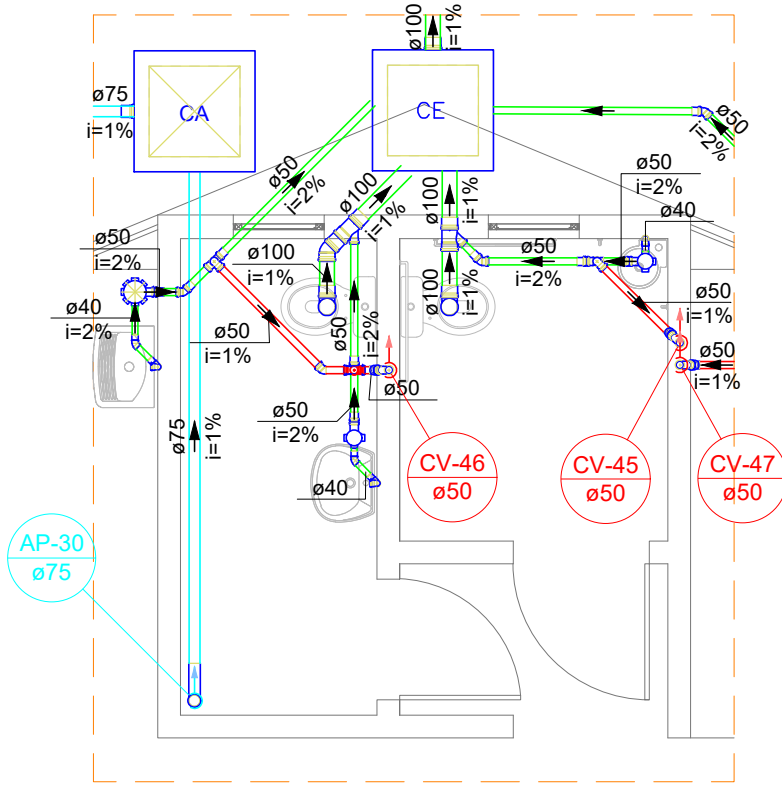 ø100
i=1%
ø75
i=1%
CA
CE
ø50
i=2%
ø50
i=2%
ø100
i=1%
ø100
i=1%
ø50
i=2%
ø40
ø50
i=2%
ø100
i=1%
ø50
i=2%
ø40
i=2%
ø50
i=1%
ø50
i=2%
ø100
i=1%
ø50
i=1%
ø50
i=1%
ø50
ø50
i=2%
ø75
i=1%
ø40
CV-46
ø50
CV-45
ø50
CV-47
ø50
AP-30
ø75